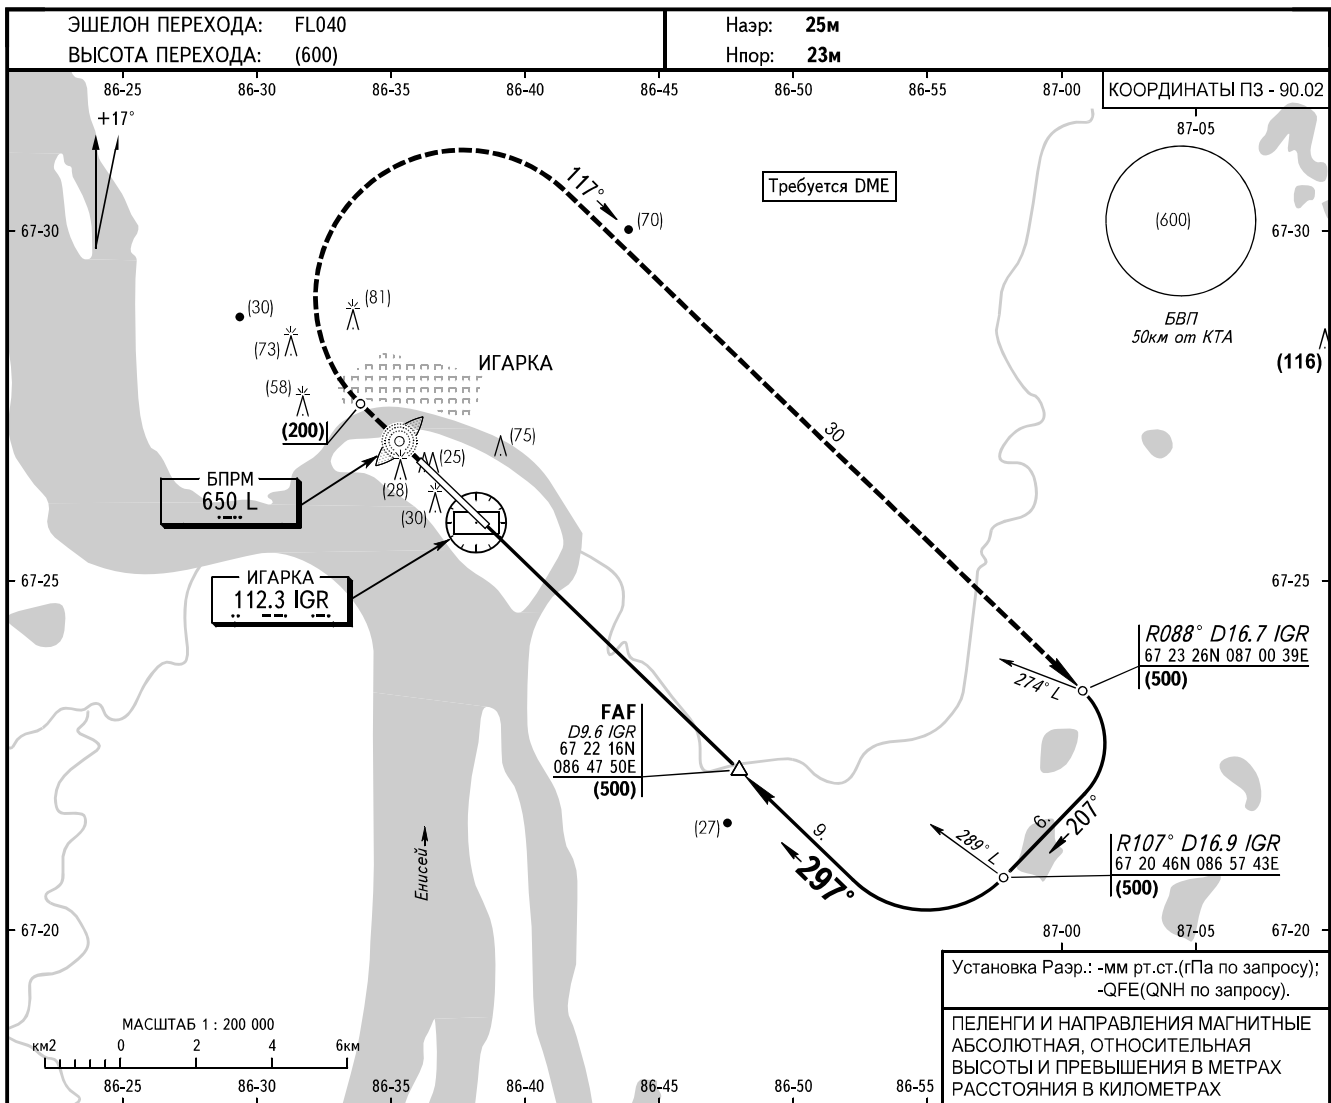 ЭШЕЛОН ПЕРЕХОДА: FL040
ВЫСОТА ПЕРЕХОДА: (600)
Наэр: 25м
Нпор: 23м
86-25 86-30 86-35 86-40 86-45 86-50 86-55 87-00
КООРДИНАТЫ ПЗ - 90.02
87-05
+17°
117°
Требуется DME
(70)
(600)
67-30
67-30
БВП
50км от КТА
(116)
(30)
(81)
(73)
(58)
ИГАРКА
(200)
(75)
(25)
(28)
(30)
БПРМ
650 L
30
ИГАРКА
112.3 IGR
67-25
67-25
R088° D16.7 IGR
67 23 26N 087 00 39E
(500)
274° L
FAF
D9.6 IGR
67 22 16N
086 47 50E
(500)
(27)
9.
297°
6.
207°
289° L
R107° D16.9 IGR
67 20 46N 086 57 43E
(500)
Енисей
67-20
87-00 87-05 67-20
Установка Раэр.: -мм рт.ст.(гПа по запросу);
-QFE(QNH по запросу).
МАСШТАБ 1 : 200 000
км2 0 2 4 6км
ПЕЛЕНГИ И НАПРАВЛЕНИЯ МАГНИТНЫЕ
АБСОЛЮТНАЯ, ОТНОСИТЕЛЬНАЯ
ВЫСОТЫ И ПРЕВЫШЕНИЯ В МЕТРАХ
РАССТОЯНИЯ В КИЛОМЕТРАХ
86-25 86-30 86-35 86-40 86-45 86-50 86-55